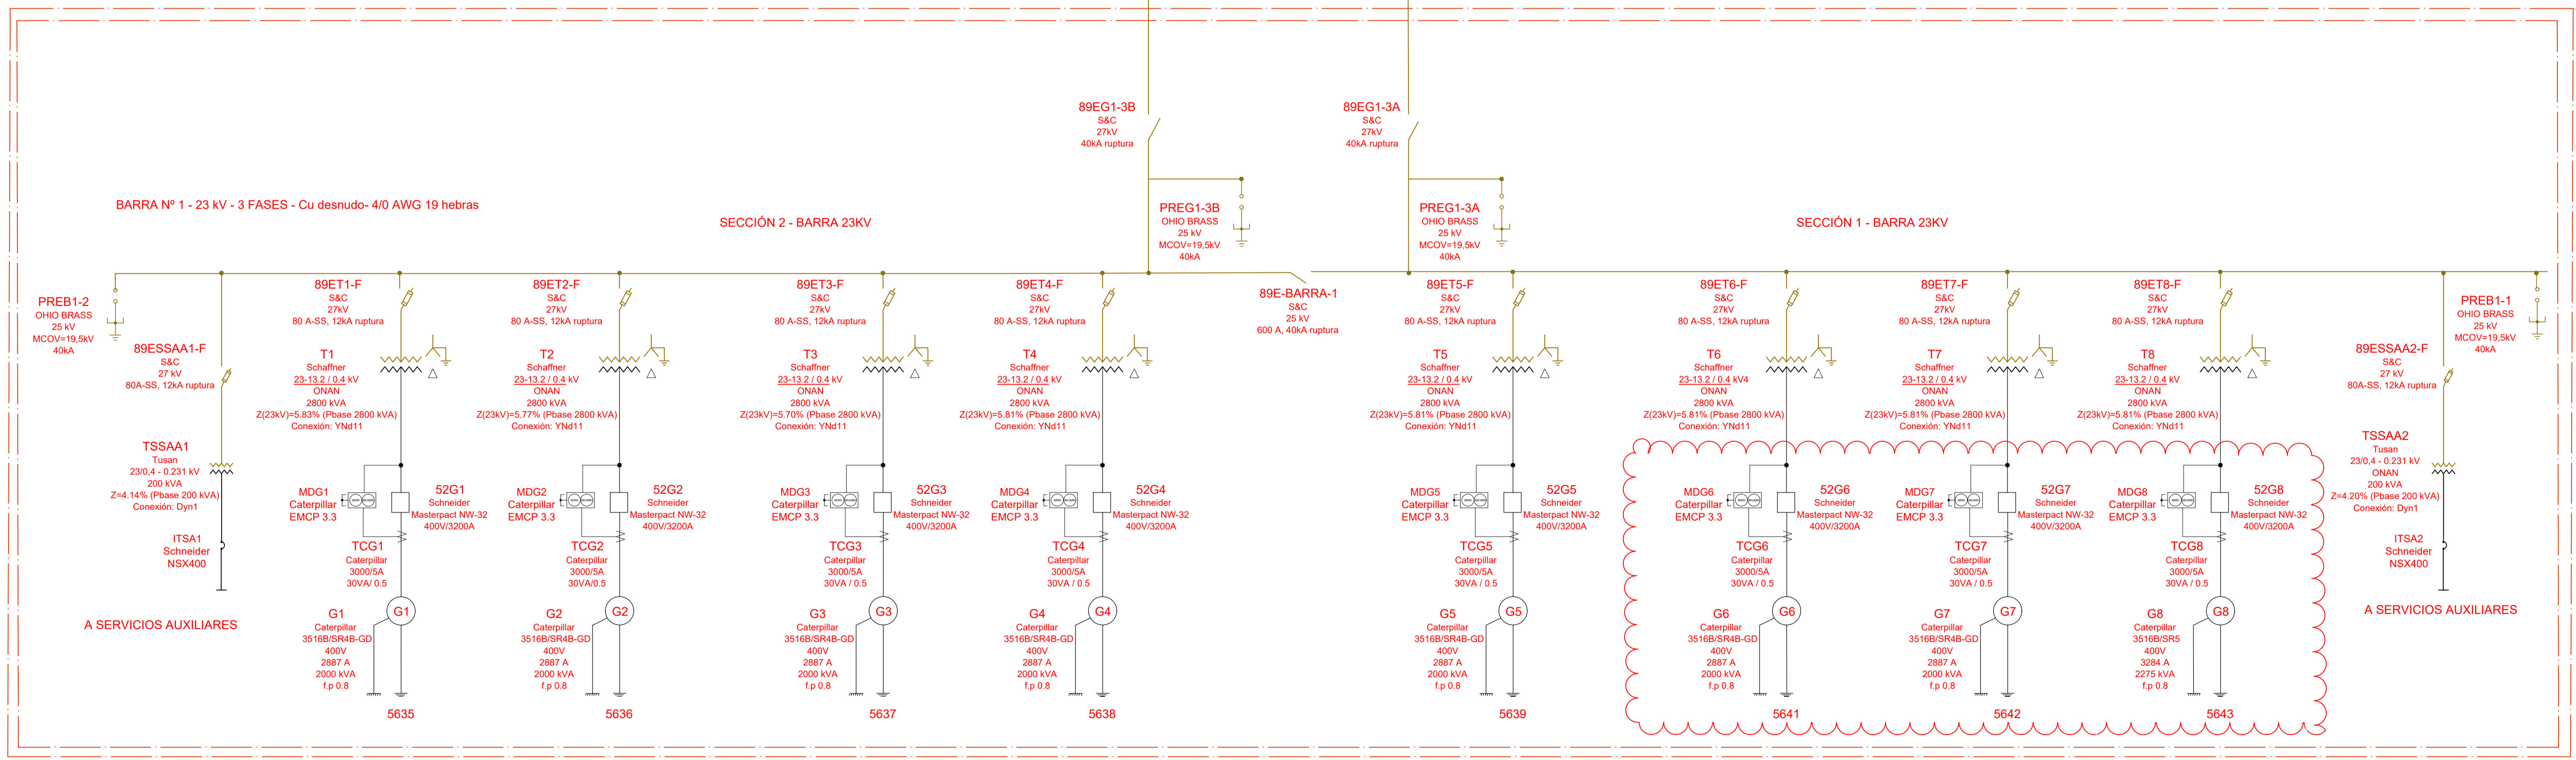 89EG1-3B
S&C
27kV
40kA ruptura
89EG1-3A
S&C
27kV
40kA ruptura
BARRA Nº 1 - 23 kV - 3 FASES - Cu desnudo- 4/0 AWG 19 hebras
SECCIÓN 2 - BARRA 23KV
PREG1-3B
OHIO BRASS
25 kV
MCOV=19,5kV
40kA
PREG1-3A
OHIO BRASS
25 kV
MCOV=19,5kV
40kA
SECCIÓN 1 - BARRA 23KV
PREB1-2
OHIO BRASS
25 kV
MCOV=19,5kV
40kA
89ESSAA1-F
S&C
27 kV
80A-SS, 12kA ruptura
TSSAA1
Tusan
23/0,4 - 0.231 kV
200 kVA
Z=4.14% (Pbase 200 kVA)
Conexión: Dyn1
ITSA1
Schneider
NSX400
A SERVICIOS AUXILIARES
89ET1-F
S&C
27kV
80 A-SS, 12kA ruptura
T1
Schaffner
23-13.2 / 0.4 kV
ONAN
2800 kVA
Z(23kV)=5.83% (Pbase 2800 kVA)
Conexión: YNd11
MDG1
Caterpillar
EMCP 3.3
52G1
Schneider
Masterpact NW-32
400V/3200A
TCG1
Caterpillar
3000/5A
30VA/ 0.5
G1
Caterpillar
3516B/SR4B-GD
400V
2887 A
2000 kVA
f.p 0.8
G1
5635
89ET2-F
S&C
27kV
80 A-SS, 12kA ruptura
T2
Schaffner
23-13.2 / 0.4 kV
ONAN
2800 kVA
Z(23kV)=5.77% (Pbase 2800 kVA)
Conexión: YNd11
MDG2
Caterpillar
EMCP 3.3
52G2
Schneider
Masterpact NW-32
400V/3200A
TCG2
Caterpillar
3000/5A
30VA/0.5
G2
Caterpillar
3516B/SR4B-GD
400V
2887 A
2000 kVA
f.p 0.8
G2
5636
89ET3-F
S&C
27kV
80 A-SS, 12kA ruptura
T3
Schaffner
23-13.2 / 0.4 kV
ONAN
2800 kVA
Z(23kV)=5.70% (Pbase 2800 kVA)
Conexión: YNd11
MDG3
Caterpillar
EMCP 3.3
52G3
Schneider
Masterpact NW-32
400V/3200A
TCG3
Caterpillar
3000/5A
30VA / 0.5
G3
Caterpillar
3516B/SR4B-GD
400V
2887 A
2000 kVA
f.p 0.8
G3
5637
89ET4-F
S&C
27kV
80 A-SS, 12kA ruptura
T4
Schaffner
23-13.2 / 0.4 kV
ONAN
2800 kVA
Z(23kV)=5.81% (Pbase 2800 kVA)
Conexión: YNd11
MDG4
Caterpillar
EMCP 3.3
52G4
Schneider
Masterpact NW-32
400V/3200A
TCG4
Caterpillar
3000/5A
30VA / 0.5
G4
Caterpillar
3516B/SR4B-GD
400V
2887 A
2000 kVA
f.p 0.8
G4
5638
89E-BARRA-1
S&C
25 kV
600 A, 40kA ruptura
89ET5-F
S&C
27kV
80 A-SS, 12kA ruptura
T5
Schaffner
23-13.2 / 0.4 kV
ONAN
2800 kVA
Z(23kV)=5.81% (Pbase 2800 kVA)
Conexión: YNd11
MDG5
Caterpillar
EMCP 3.3
52G5
Schneider
Masterpact NW-32
400V/3200A
TCG5
Caterpillar
3000/5A
30VA / 0.5
G5
Caterpillar
3516B/SR4B-GD
400V
2887 A
2000 kVA
f.p 0.8
G5
5639
89ET6-F
S&C
27kV
80 A-SS, 12kA ruptura
T6
Schaffner
23-13.2 / 0.4 kV4
ONAN
2800 kVA
Z(23kV)=5.81% (Pbase 2800 kVA)
Conexión: YNd11
MDG6
Caterpillar
EMCP 3.3
52G6
Schneider
Masterpact NW-32
400V/3200A
TCG6
Caterpillar
3000/5A
30VA / 0.5
G6
Caterpillar
3516B/SR4B-GD
400V
2887 A
2000 kVA
f.p 0.8
G6
5641
89ET7-F
S&C
27kV
80 A-SS, 12kA ruptura
T7
Schaffner
23-13.2 / 0.4 kV
ONAN
2800 kVA
Z(23kV)=5.81% (Pbase 2800 kVA)
Conexión: YNd11
MDG7
Caterpillar
EMCP 3.3
52G7
Schneider
Masterpact NW-32
400V/3200A
TCG7
Caterpillar
3000/5A
30VA / 0.5
G7
Caterpillar
3516B/SR4B-GD
400V
2887 A
2000 kVA
f.p 0.8
G7
5642
89ET8-F
S&C
27kV
80 A-SS, 12kA ruptura
T8
Schaffner
23-13.2 / 0.4 kV
ONAN
2800 kVA
Z(23kV)=5.81% (Pbase 2800 kVA)
Conexión: YNd11
MDG8
Caterpillar
EMCP 3.3
52G8
Schneider
Masterpact NW-32
400V/3200A
TCG8
Caterpillar
3000/5A
30VA / 0.5
G8
Caterpillar
3516B/SR5
400V
3284 A
2275 kVA
f.p 0.8
G8
5643
PREB1-1
OHIO BRASS
25 kV
MCOV=19,5kV
40kA
89ESSAA2-F
S&C
27 kV
80A-SS, 12kA ruptura
TSSAA2
Tusan
23/0,4 - 0.231 kV
ONAN
200 kVA
Z=4.20% (Pbase 200 kVA)
Conexión: Dyn1
ITSA2
Schneider
NSX400
A SERVICIOS AUXILIARES